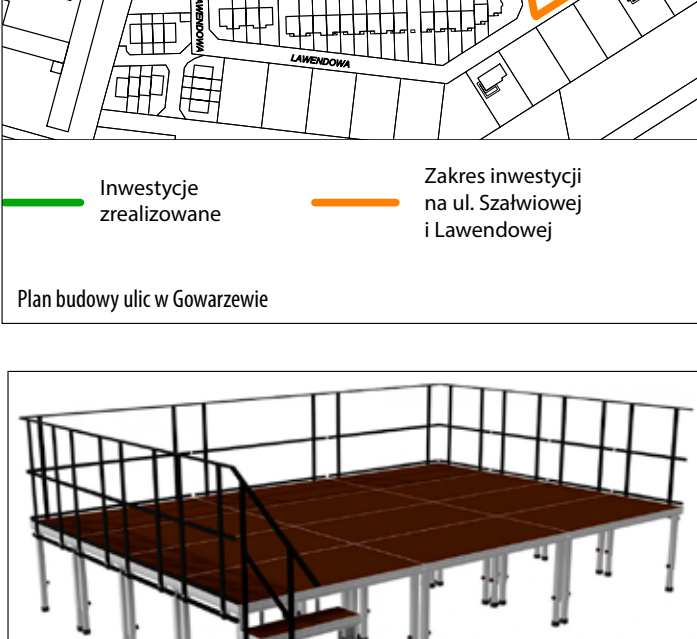 LAWENDOWA
LAWENDOWA
Inwestycje
zrealizowane
Zakres inwestycji
na ul. Szałwiowej
i Lawendowej
Plan budowy ulic w Gowarzewie